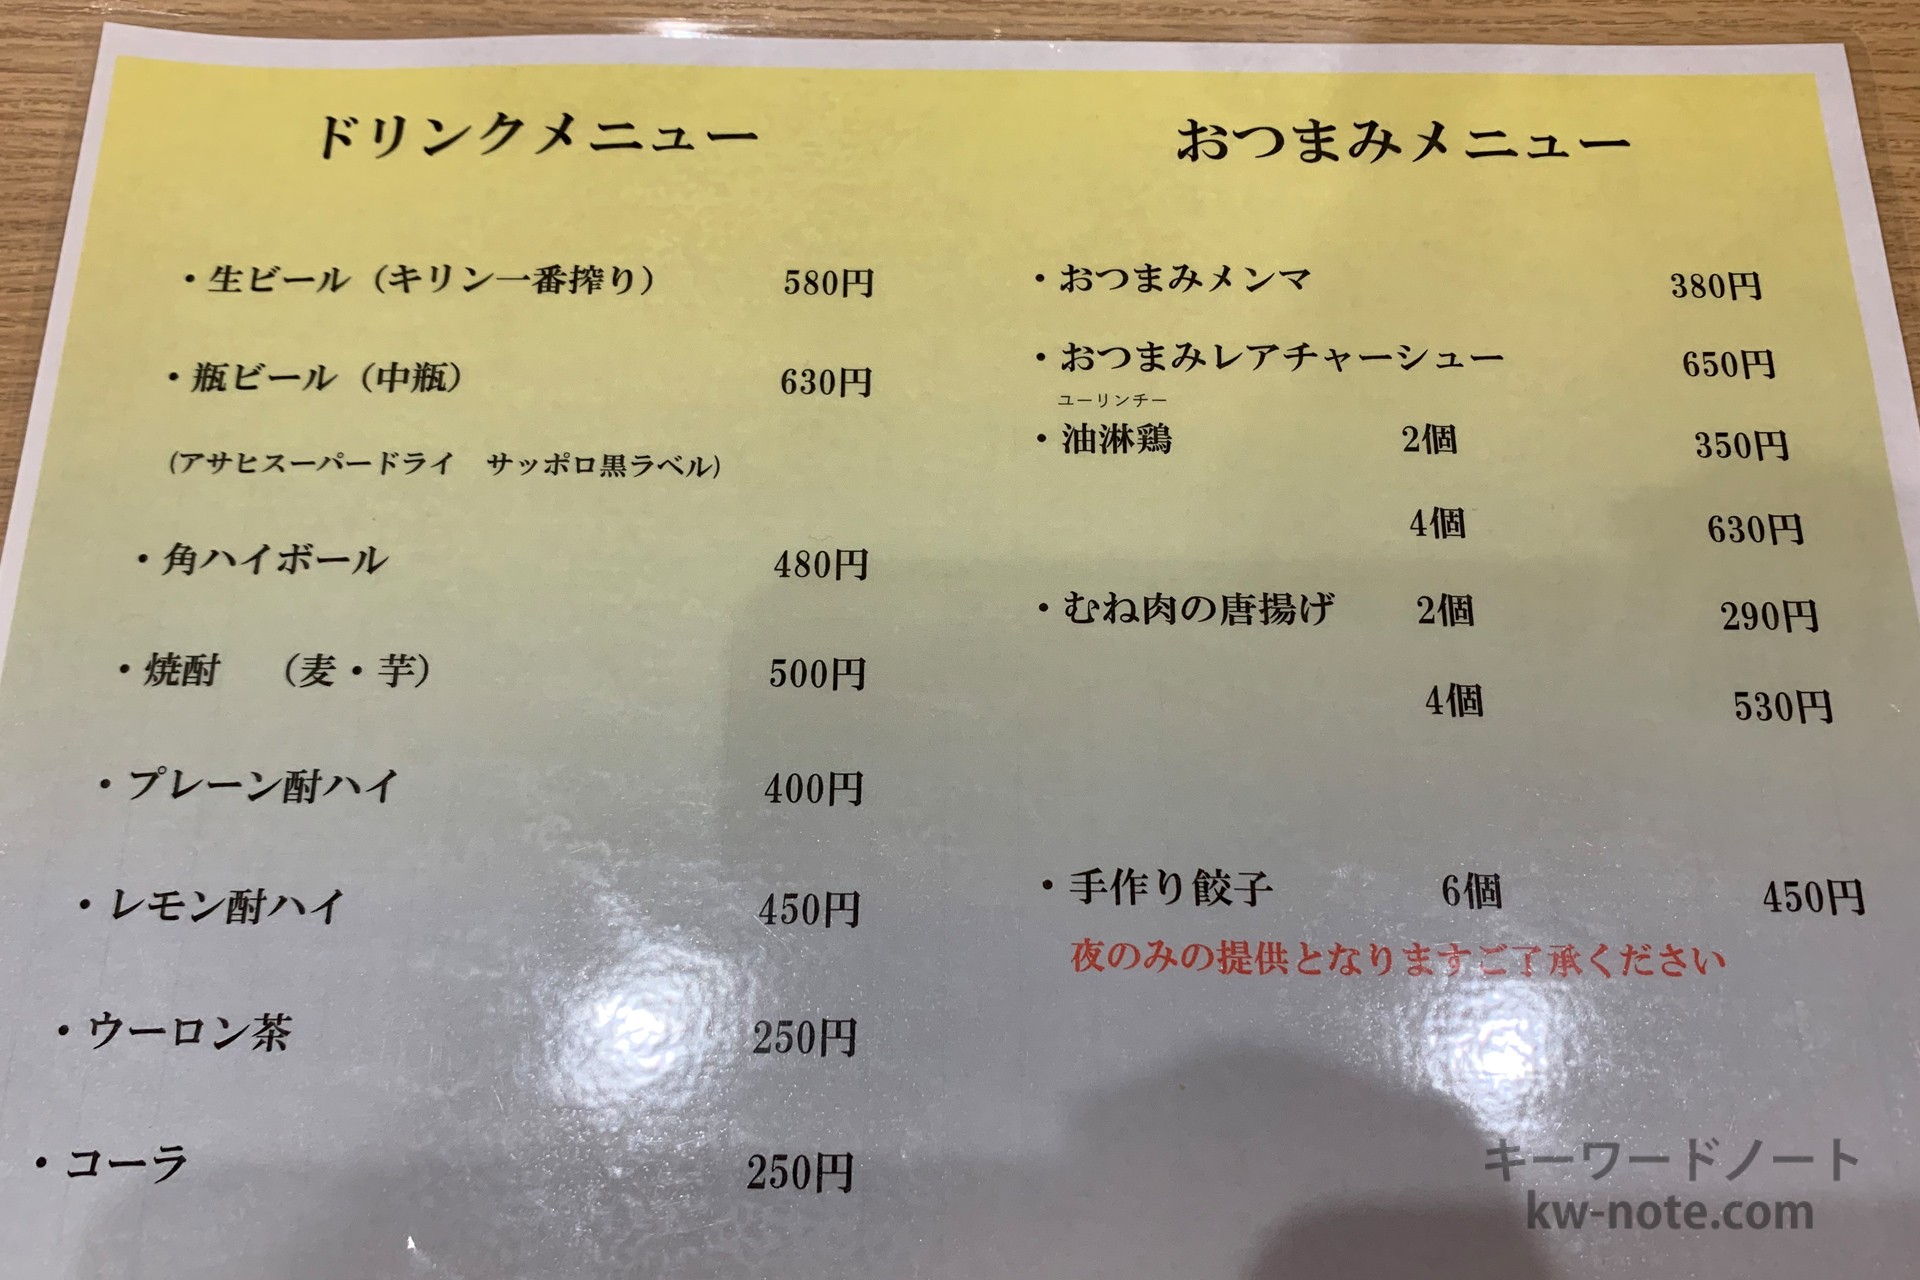 ドリンクメニュー
・生ビール（キリン一番搾り） 580円
・瓶ビール（中瓶） 630円
(アサヒスーパードライ　サッポロ黒ラベル)
・角ハイボール 480円
・焼酎　（麦・芋） 500円
・プレーン酎ハイ 400円
・レモン酎ハイ 450円
・ウーロン茶 250円
・コーラ 250円
おつまみメニュー
・おつまみメンマ 380円
・おつまみレアチャーシュー 650円
ユーリンチー
・油淋鶏 2個 350円
4個 630円
・むね肉の唐揚げ 2個 290円
4個 530円
・手作り餃子 6個 450円
夜のみの提供となりますご了承ください
キーワードノート
kw-note.com